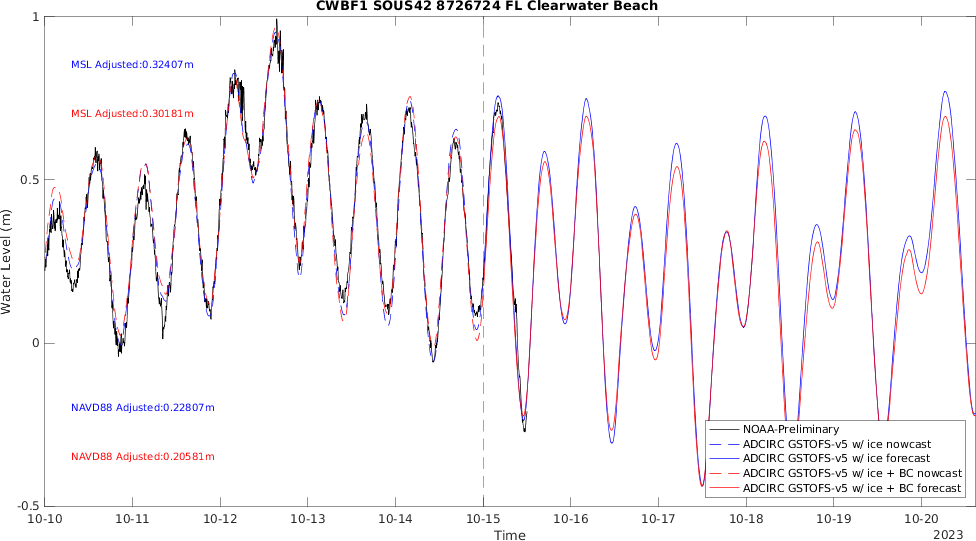 CWBF1 SOUS42 8726724 FL Clearwater Beach
1
0.5
0
-0.5
Water Level (m)
MSL Adjusted:0.32407m
MSL Adjusted:0.30181m
NAVD88 Adjusted:0.22807m
NAVD88 Adjusted:0.20581m
NOAA-Preliminary
ADCIRC GSTOFS-v5 w/ ice nowcast
ADCIRC GSTOFS-v5 w/ ice forecast
ADCIRC GSTOFS-v5 w/ ice + BC nowcast
ADCIRC GSTOFS-v5 w/ ice + BC forecast
10-10 10-11 10-12 10-13 10-14 10-15 10-16 10-17 10-18 10-19 10-20
Time
2023